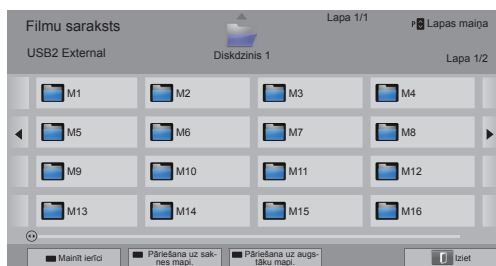 Filmu saraksts
Lapa 1/1
P Lapas maiņa
USB2 External
Diskdzinis 1
Lapa 1/2
M1
M2
M3
M4
M5
M6
M7
M8
M9
M10
M11
M12
M13
M14
M15
M16
Mainīt ierīci
Pāriešana uz sak-
nes mapi.
Pāriešana uz augs-
tāku mapi.
Iziet